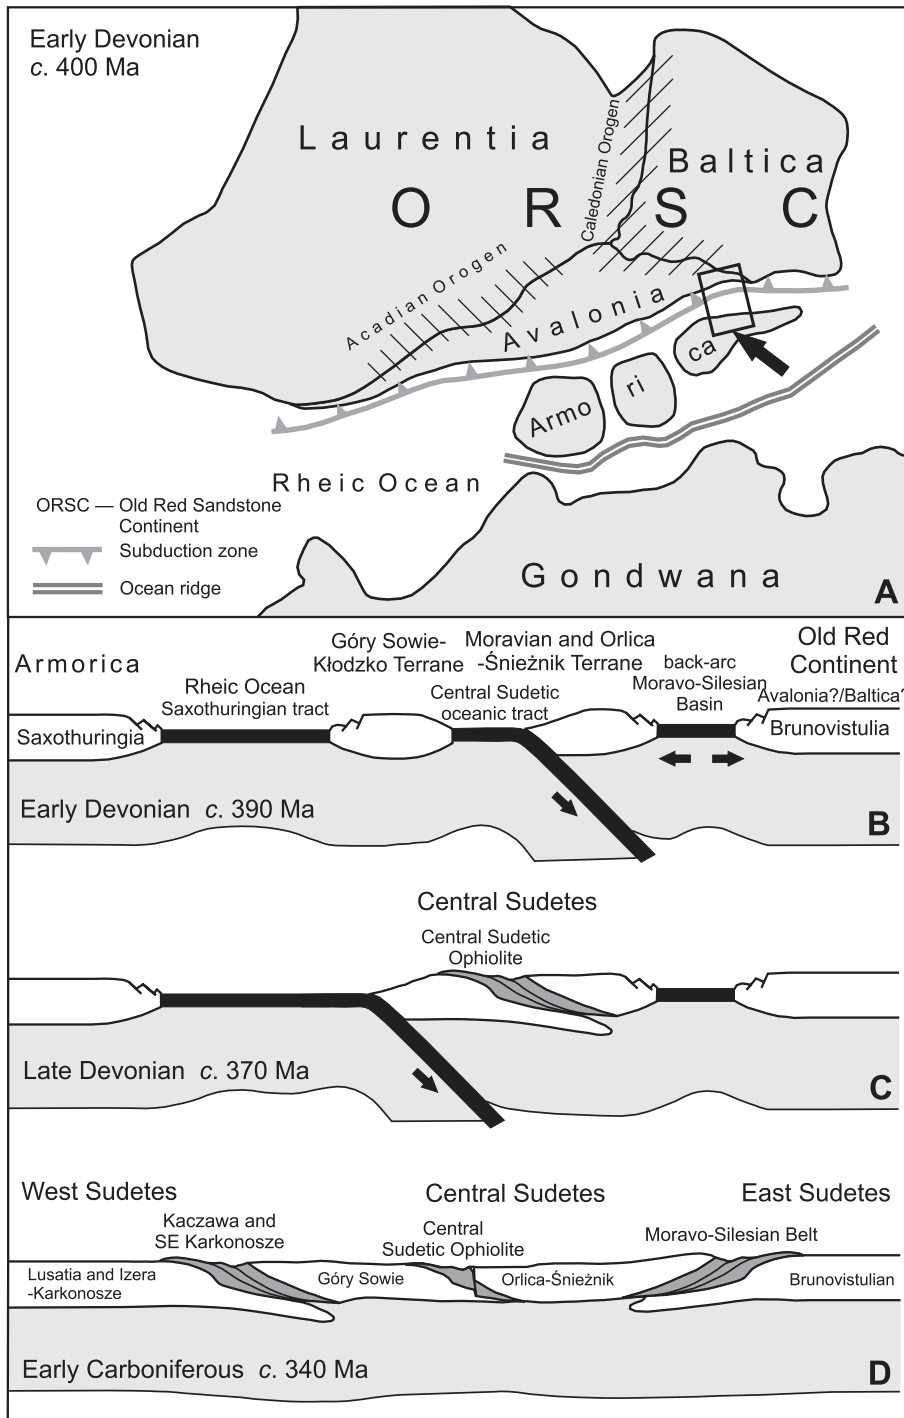 Early Devonian
c. 400 Ma
Laurentia
Baltica
O R S C
Caledonian Orogen
Acadian Orogen
Avalonia
Armo
ri
ca
Rheic Ocean
ORSC — Old Red Sandstone
Continent
Subduction zone
Ocean ridge
Gondwana
A
Armorica
Góry Sowie-
Kłodzko Terrane
Moravian and Orlica
-Śnieżnik Terrane
Old Red
Continent
Rheic Ocean
Saxothuringian tract
Central Sudetic
oceanic tract
back-arc
Moravo-Silesian
Basin
Avalonia?/Baltica?
Saxothuringia
Brunovistulia
Early Devonian c. 390 Ma
B
Central Sudetes
Central Sudetic
Ophiolite
Late Devonian c. 370 Ma
C
West Sudetes
Central Sudetes
East Sudetes
Kaczawa and
SE Karkonosze
Central
Sudetic Ophiolite
Moravo-Silesian Belt
Lusatia and Izera
-Karkonosze
Góry Sowie
Orlica-Śnieżnik
Brunovistulian
Early Carboniferous c. 340 Ma
D